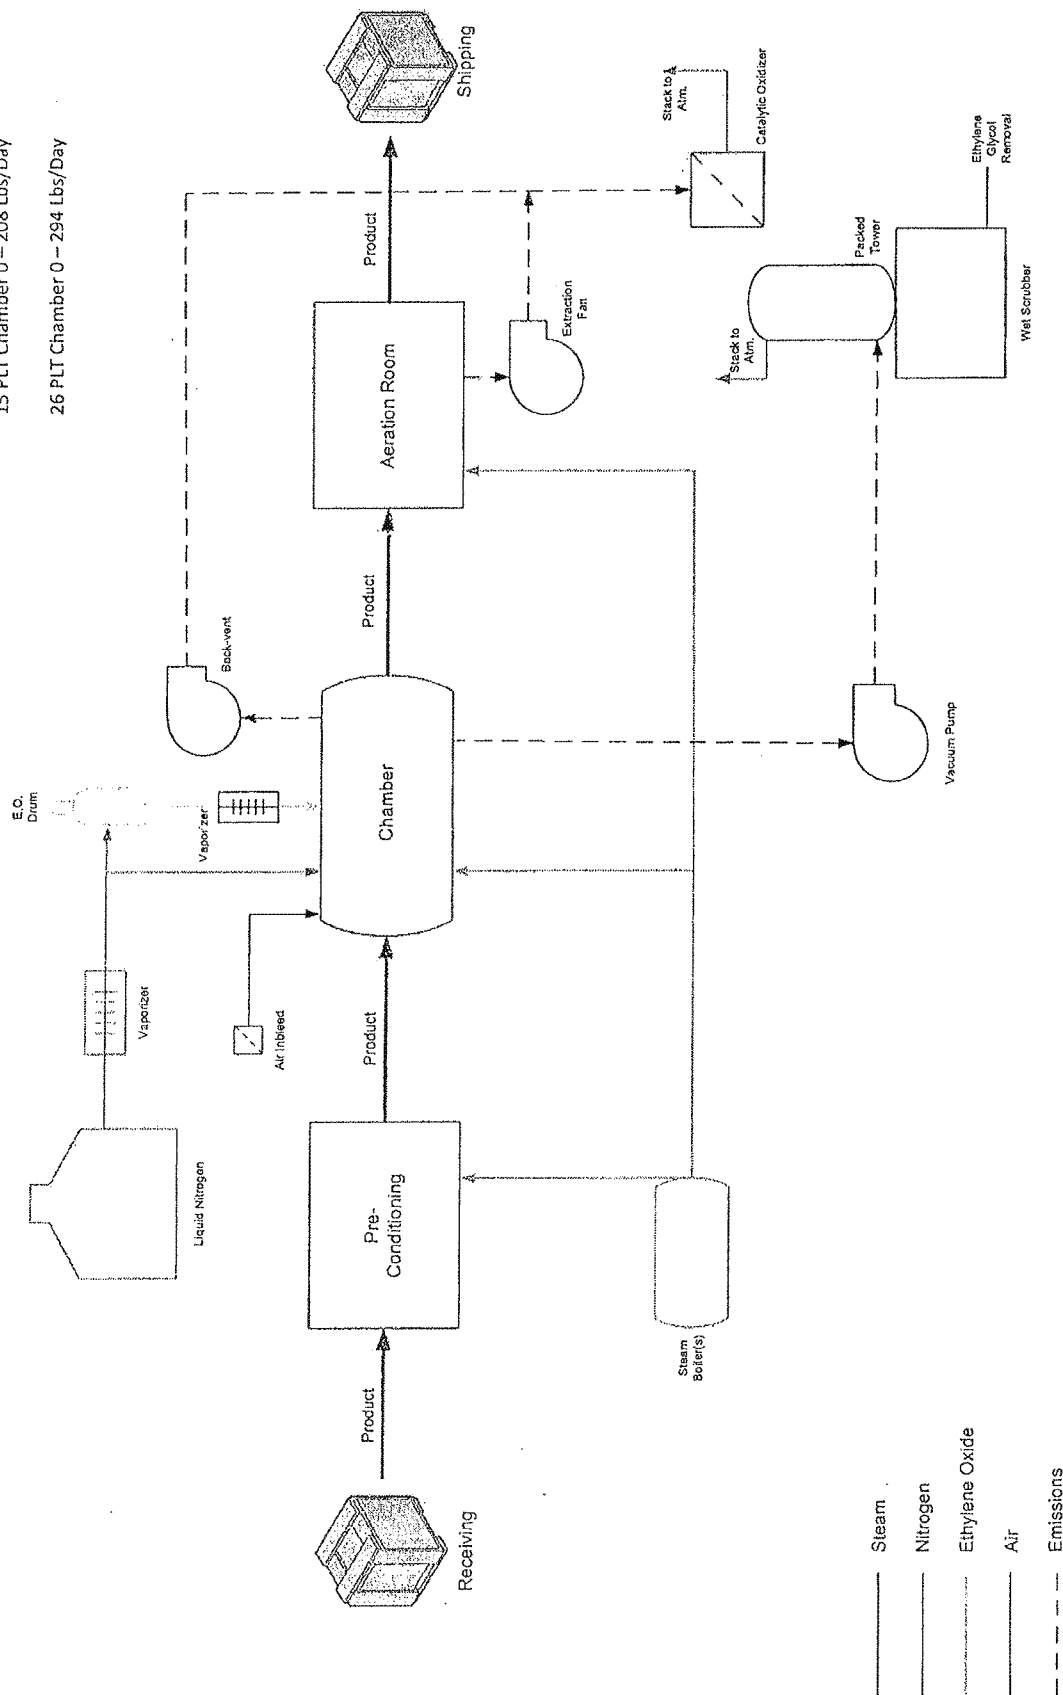 15 PLT Chamber 0 – 208 Lbs/Day
26 PLT Chamber 0 – 294 Lbs/Day
E.O.
Drum
Vaporizer
Liquid Nitrogen
Vaporizer
Air Inbleed
Back-vent
Receiving
Product
Pre-
Conditioning
Product
Chamber
Product
Aeration Room
Product
Shipping
Extraction
Fan
Stack to
Atm.
Catalytic Oxidizer
Steam
Boiler(s)
Vacuum Pump
Stack to
Atm.
Packed
Tower
Ethylene
Glycol
Removal
Wet Scrubber
Steam
Nitrogen
Ethylene Oxide
Air
Emissions